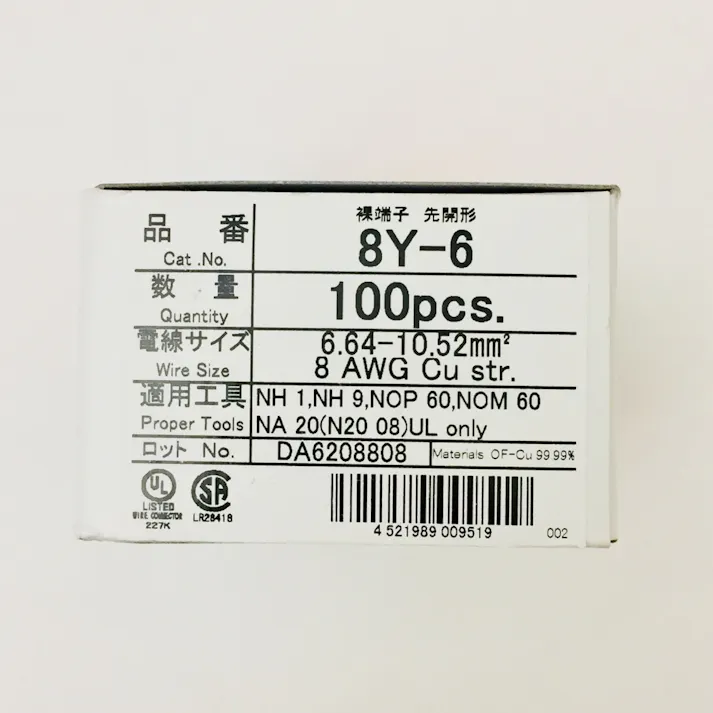 品番 裸端子 先開形
Cat .No. 8Y-6
数量 100pcs.
Quantity
電線サイズ 6.64-10.52mm²
Wire Size 8 AWG Cu str.
適用工具 NH 1,NH 9,NOP 60,NOM 60
Proper Tools NA 20(N20 08)UL only
ロット No. DA6208808 Materials OF-Cu 99.99%
UL
LISTED
WIRE CONNECTOR
227K
SA
LR28418
4 521989 009519
002